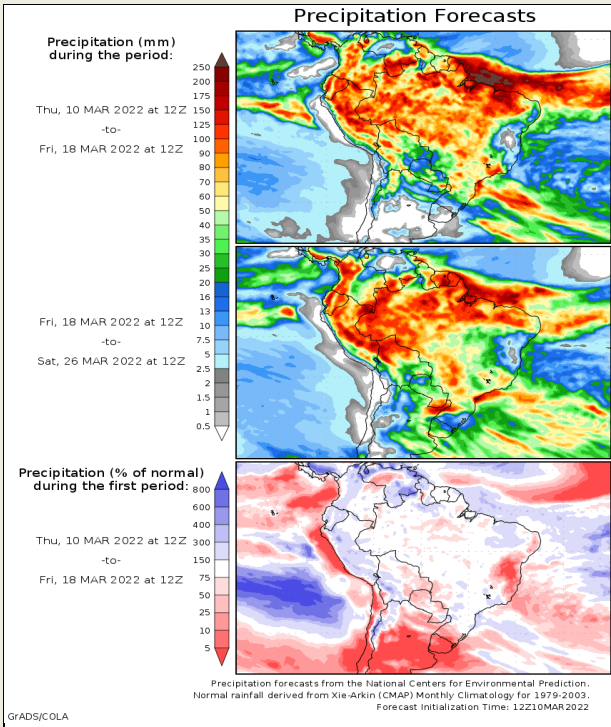 Precipitation Forecasts
Precipitation (mm)
during the period:
Thu, 10 MAR 2022 at 12Z
-to-
Fri, 18 MAR 2022 at 12Z
250
200
175
150
125
100
90
80
70
60
50
40
35
30
25
20
16
13
10
7.5
5
2.5
2
1.5
1
0.5
Fri, 18 MAR 2022 at 12Z
-to-
Sat, 26 MAR 2022 at 12Z
Precipitation (% of normal)
during the first period:
Thu, 10 MAR 2022 at 12Z
-to-
Fri, 18 MAR 2022 at 12Z
800
600
400
300
150
75
50
25
10
5
Precipitation forecasts from the National Centers for Environmental Prediction.
Normal rainfall derived from Xie-Arkin (CMAP) Monthly Climatology for 1979-2003.
Forecast Initialization Time: 12Z10MAR2022
GrADS/COLA